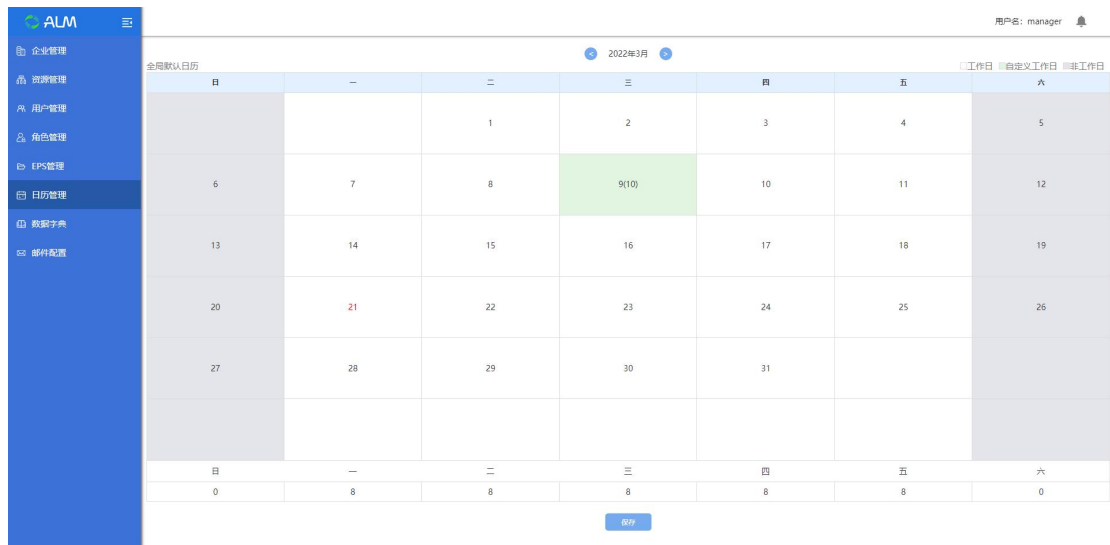 ALM
用户名：manager
企业管理
资源管理
用户管理
角色管理
EPS管理
日历管理
数据字典
邮件配置
< 2022年3月 >
全局默认日历
工作日 自定义工作日 非工作日
日 一 二 三 四 五 六
1 2 3 4 5
6 7 8 9(10) 10 11 12
13 14 15 16 17 18 19
20 21 22 23 24 25 26
27 28 29 30 31
日 一 二 三 四 五 六
0 8 8 8 8 8 0
保存